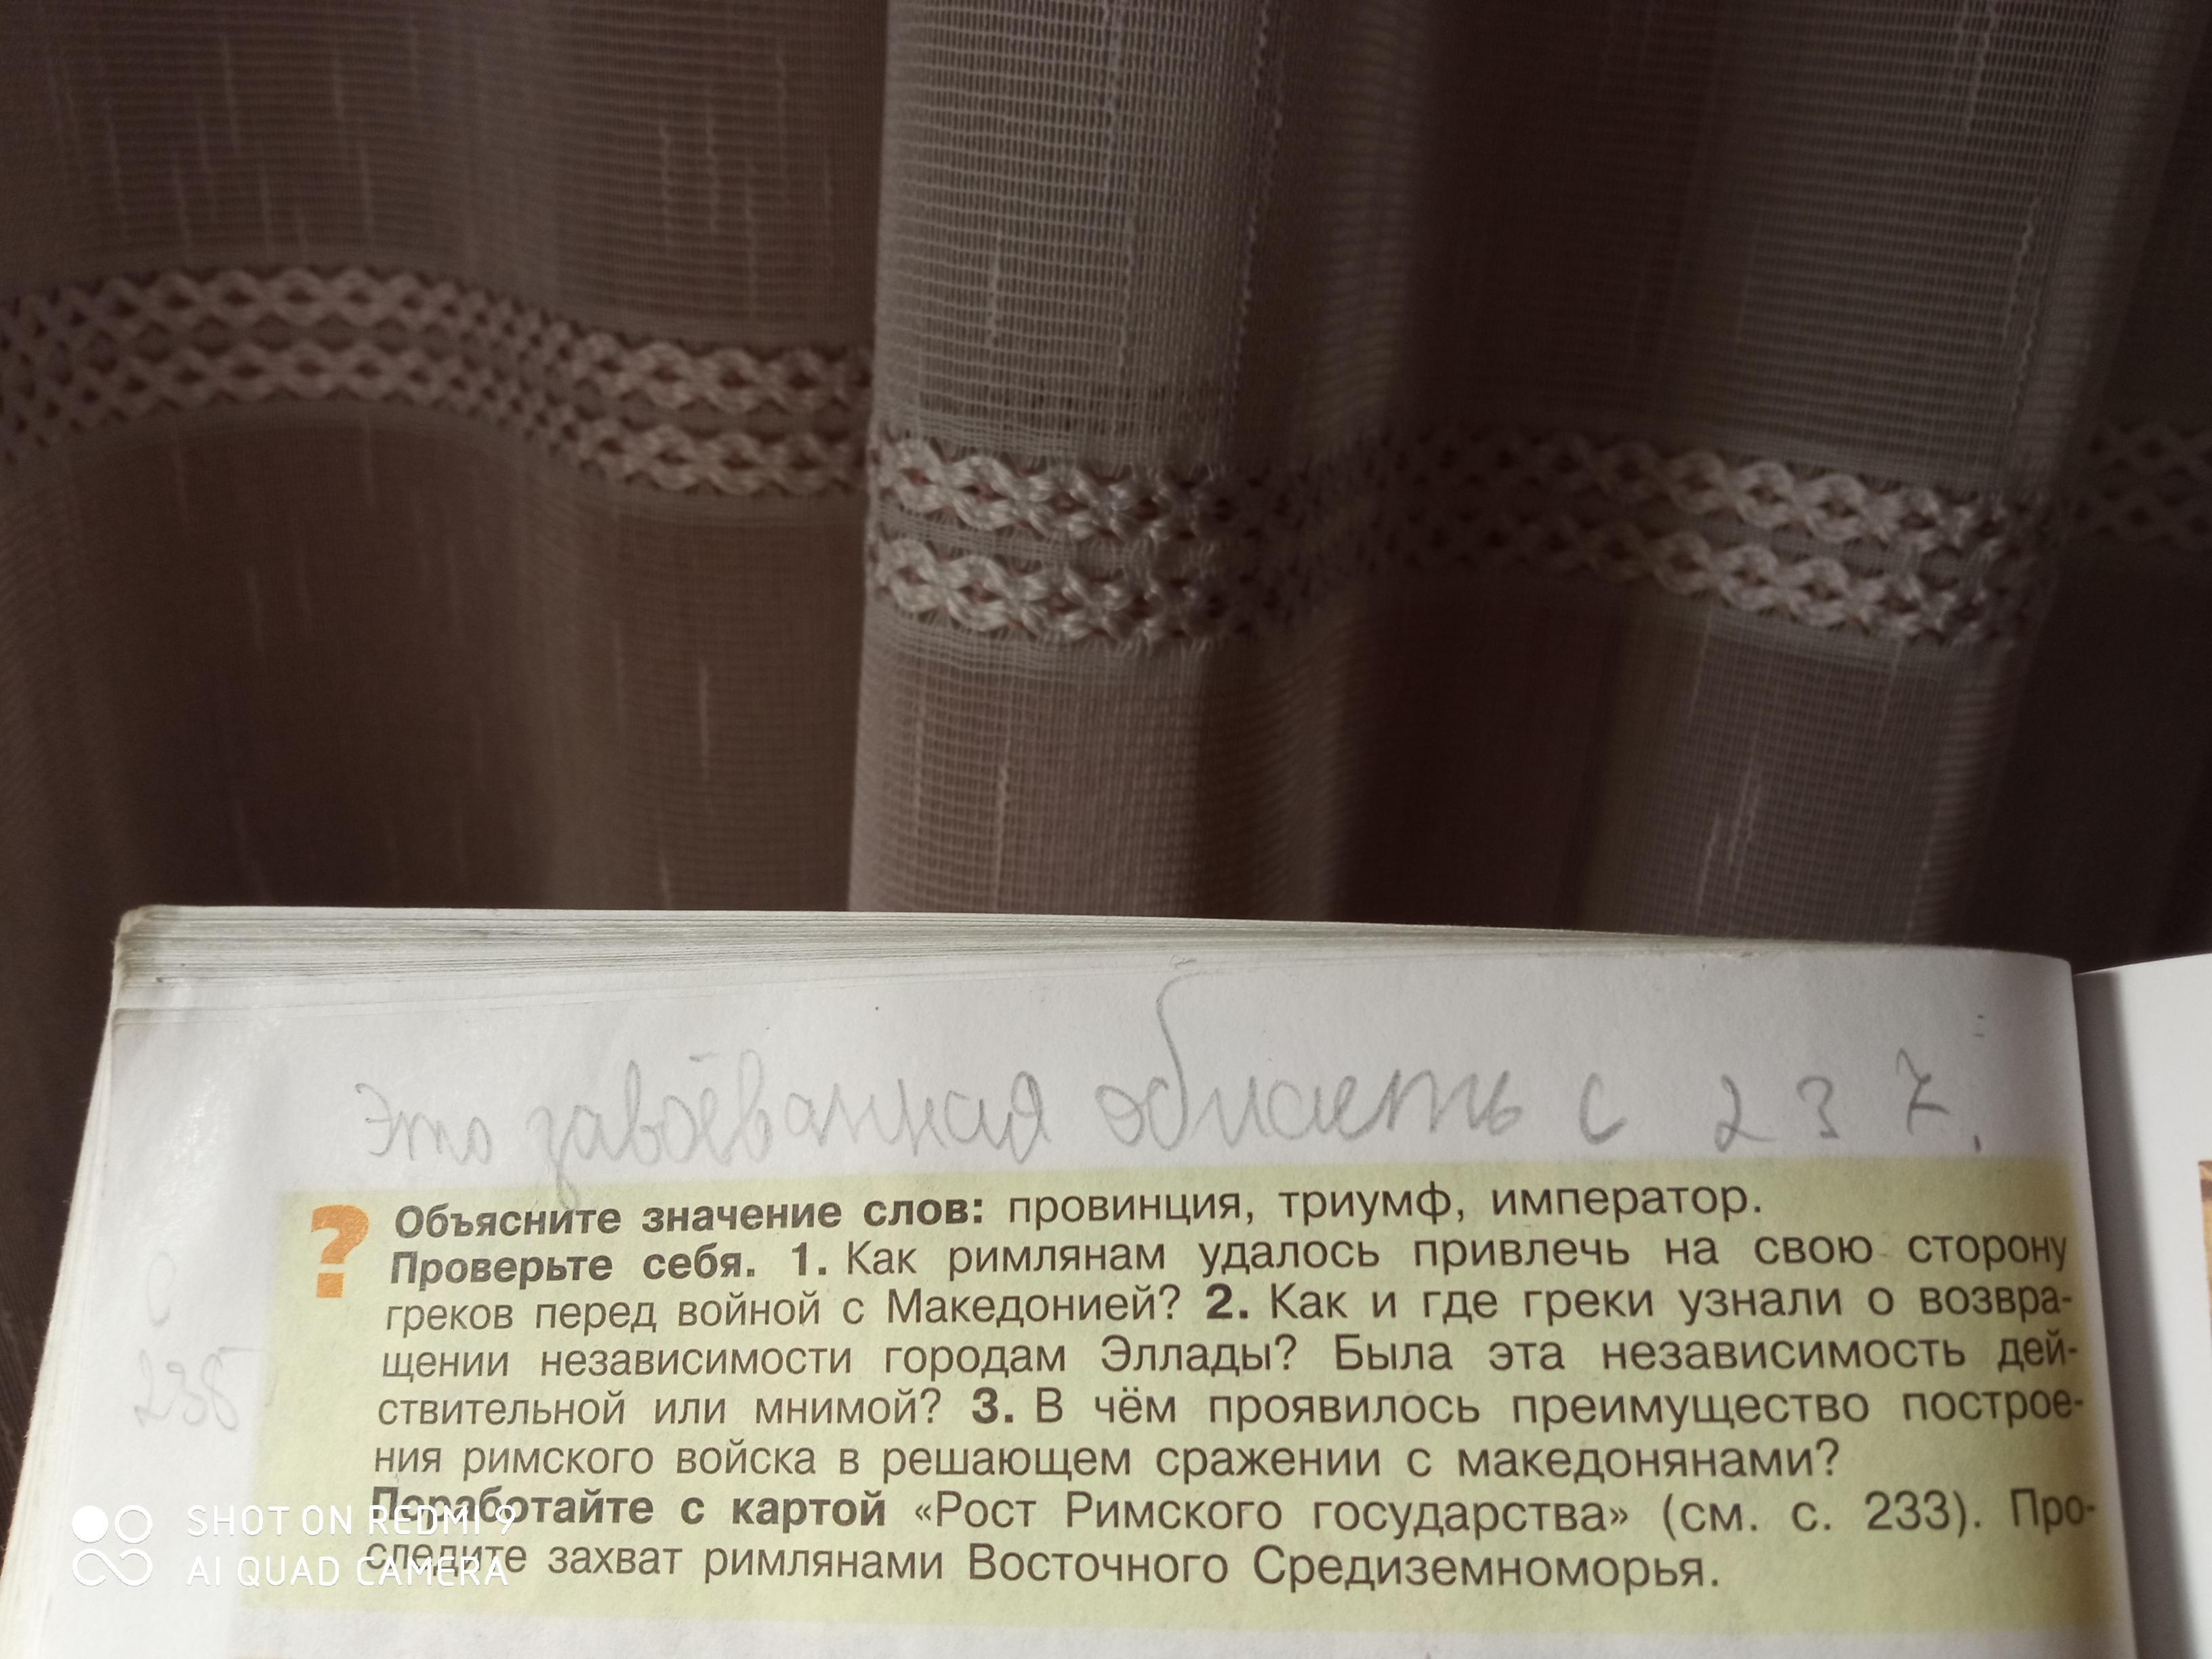 Это завоёванная область с 237.
? Объясните значение слов: провинция, триумф, император.
Проверьте себя. 1. Как римлянам удалось привлечь на свою сторону
греков перед войной с Македонией? 2. Как и где греки узнали о возвра-
щении независимости городам Эллады? Была эта независимость дей-
ствительной или мнимой? 3. В чём проявилось преимущество построе-
ния римского войска в решающем сражении с македонянами?
Поработайте с картой «Рост Римского государства» (см. с. 233). Про-
следите захват римлянами Восточного Средиземноморья.
с
SHOT ON REDMI 9
AI QUAD CAMERA